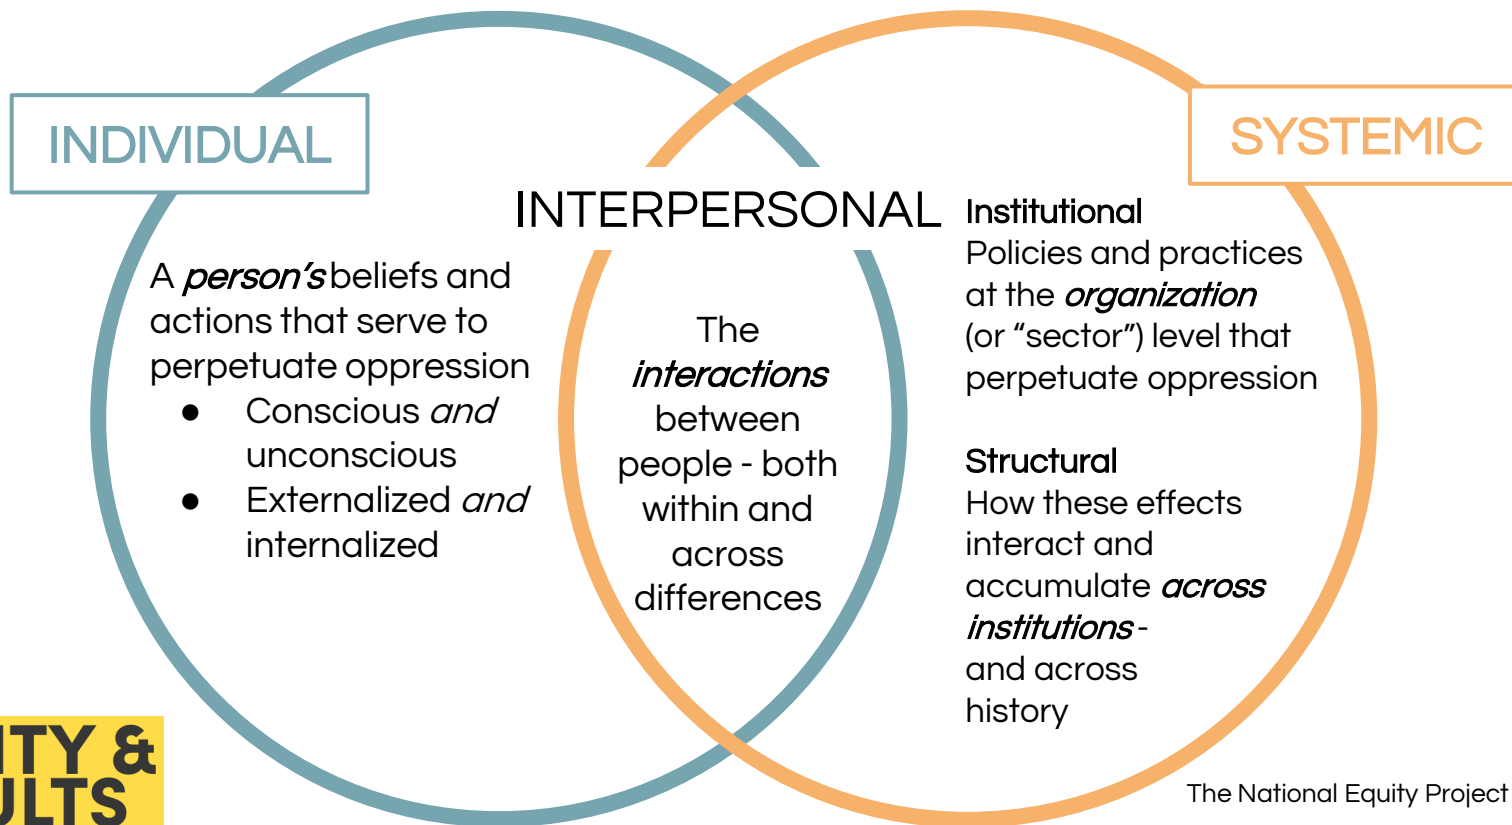 INDIVIDUAL
SYSTEMIC
INTERPERSONAL
A person’s beliefs and
actions that serve to
perpetuate oppression
● Conscious and
unconscious
● Externalized and
internalized
The
interactions
between
people - both
within and
across
differences
Institutional
Policies and practices
at the organization
(or “sector”) level that
perpetuate oppression
Structural
How these effects
interact and
accumulate across
institutions -
and across
history
ITY &
ULTS
The National Equity Project